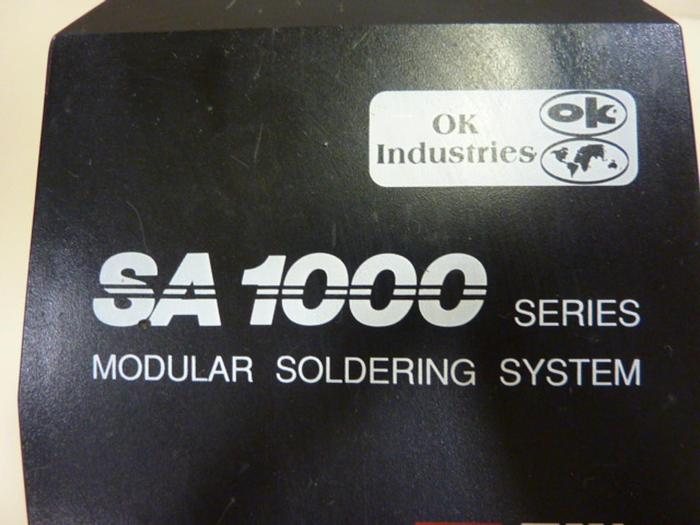 OK
Industries
ok
SA 1000 SERIES
MODULAR SOLDERING SYSTEM